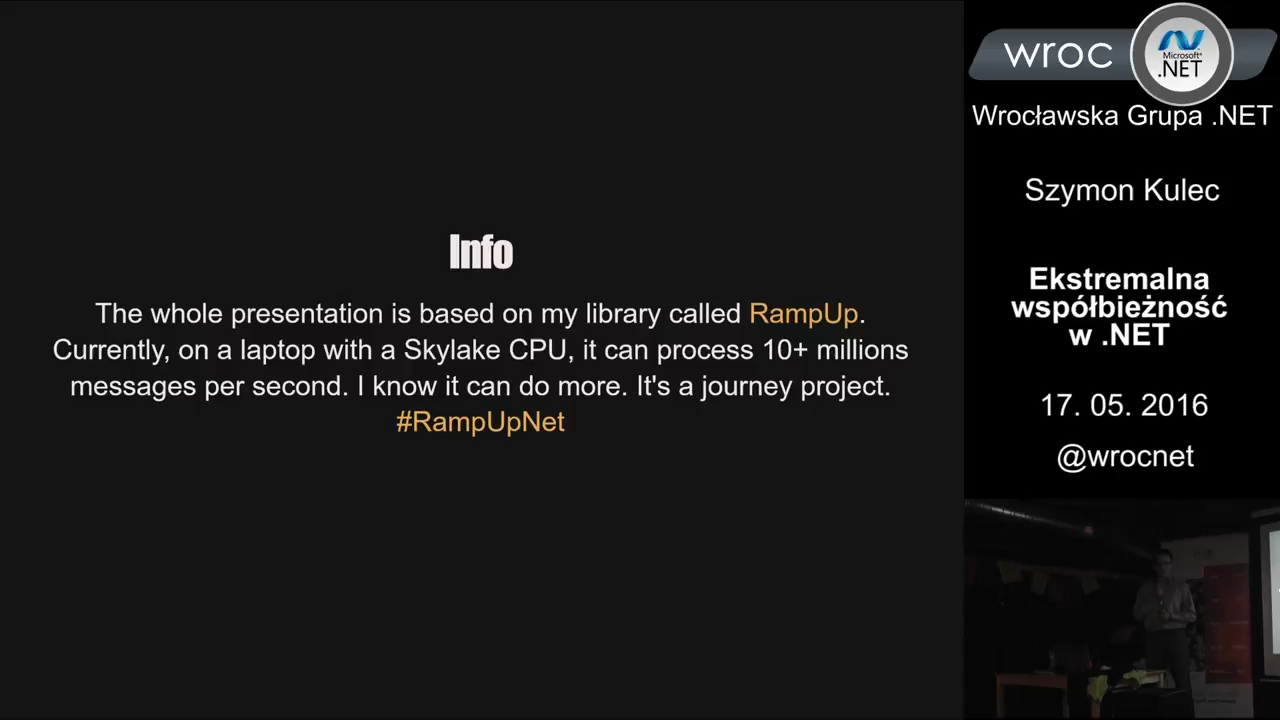 Info
The whole presentation is based on my library called RampUp.
Currently, on a laptop with a Skylake CPU, it can process 10+ millions
messages per second. I know it can do more. It's a journey project.
#RampUpNet
wroc
Microsoft®
.NET
Wrocławska Grupa .NET
Szymon Kulec
Ekstremalna
współbieżność
w .NET
17. 05. 2016
@wrocnet